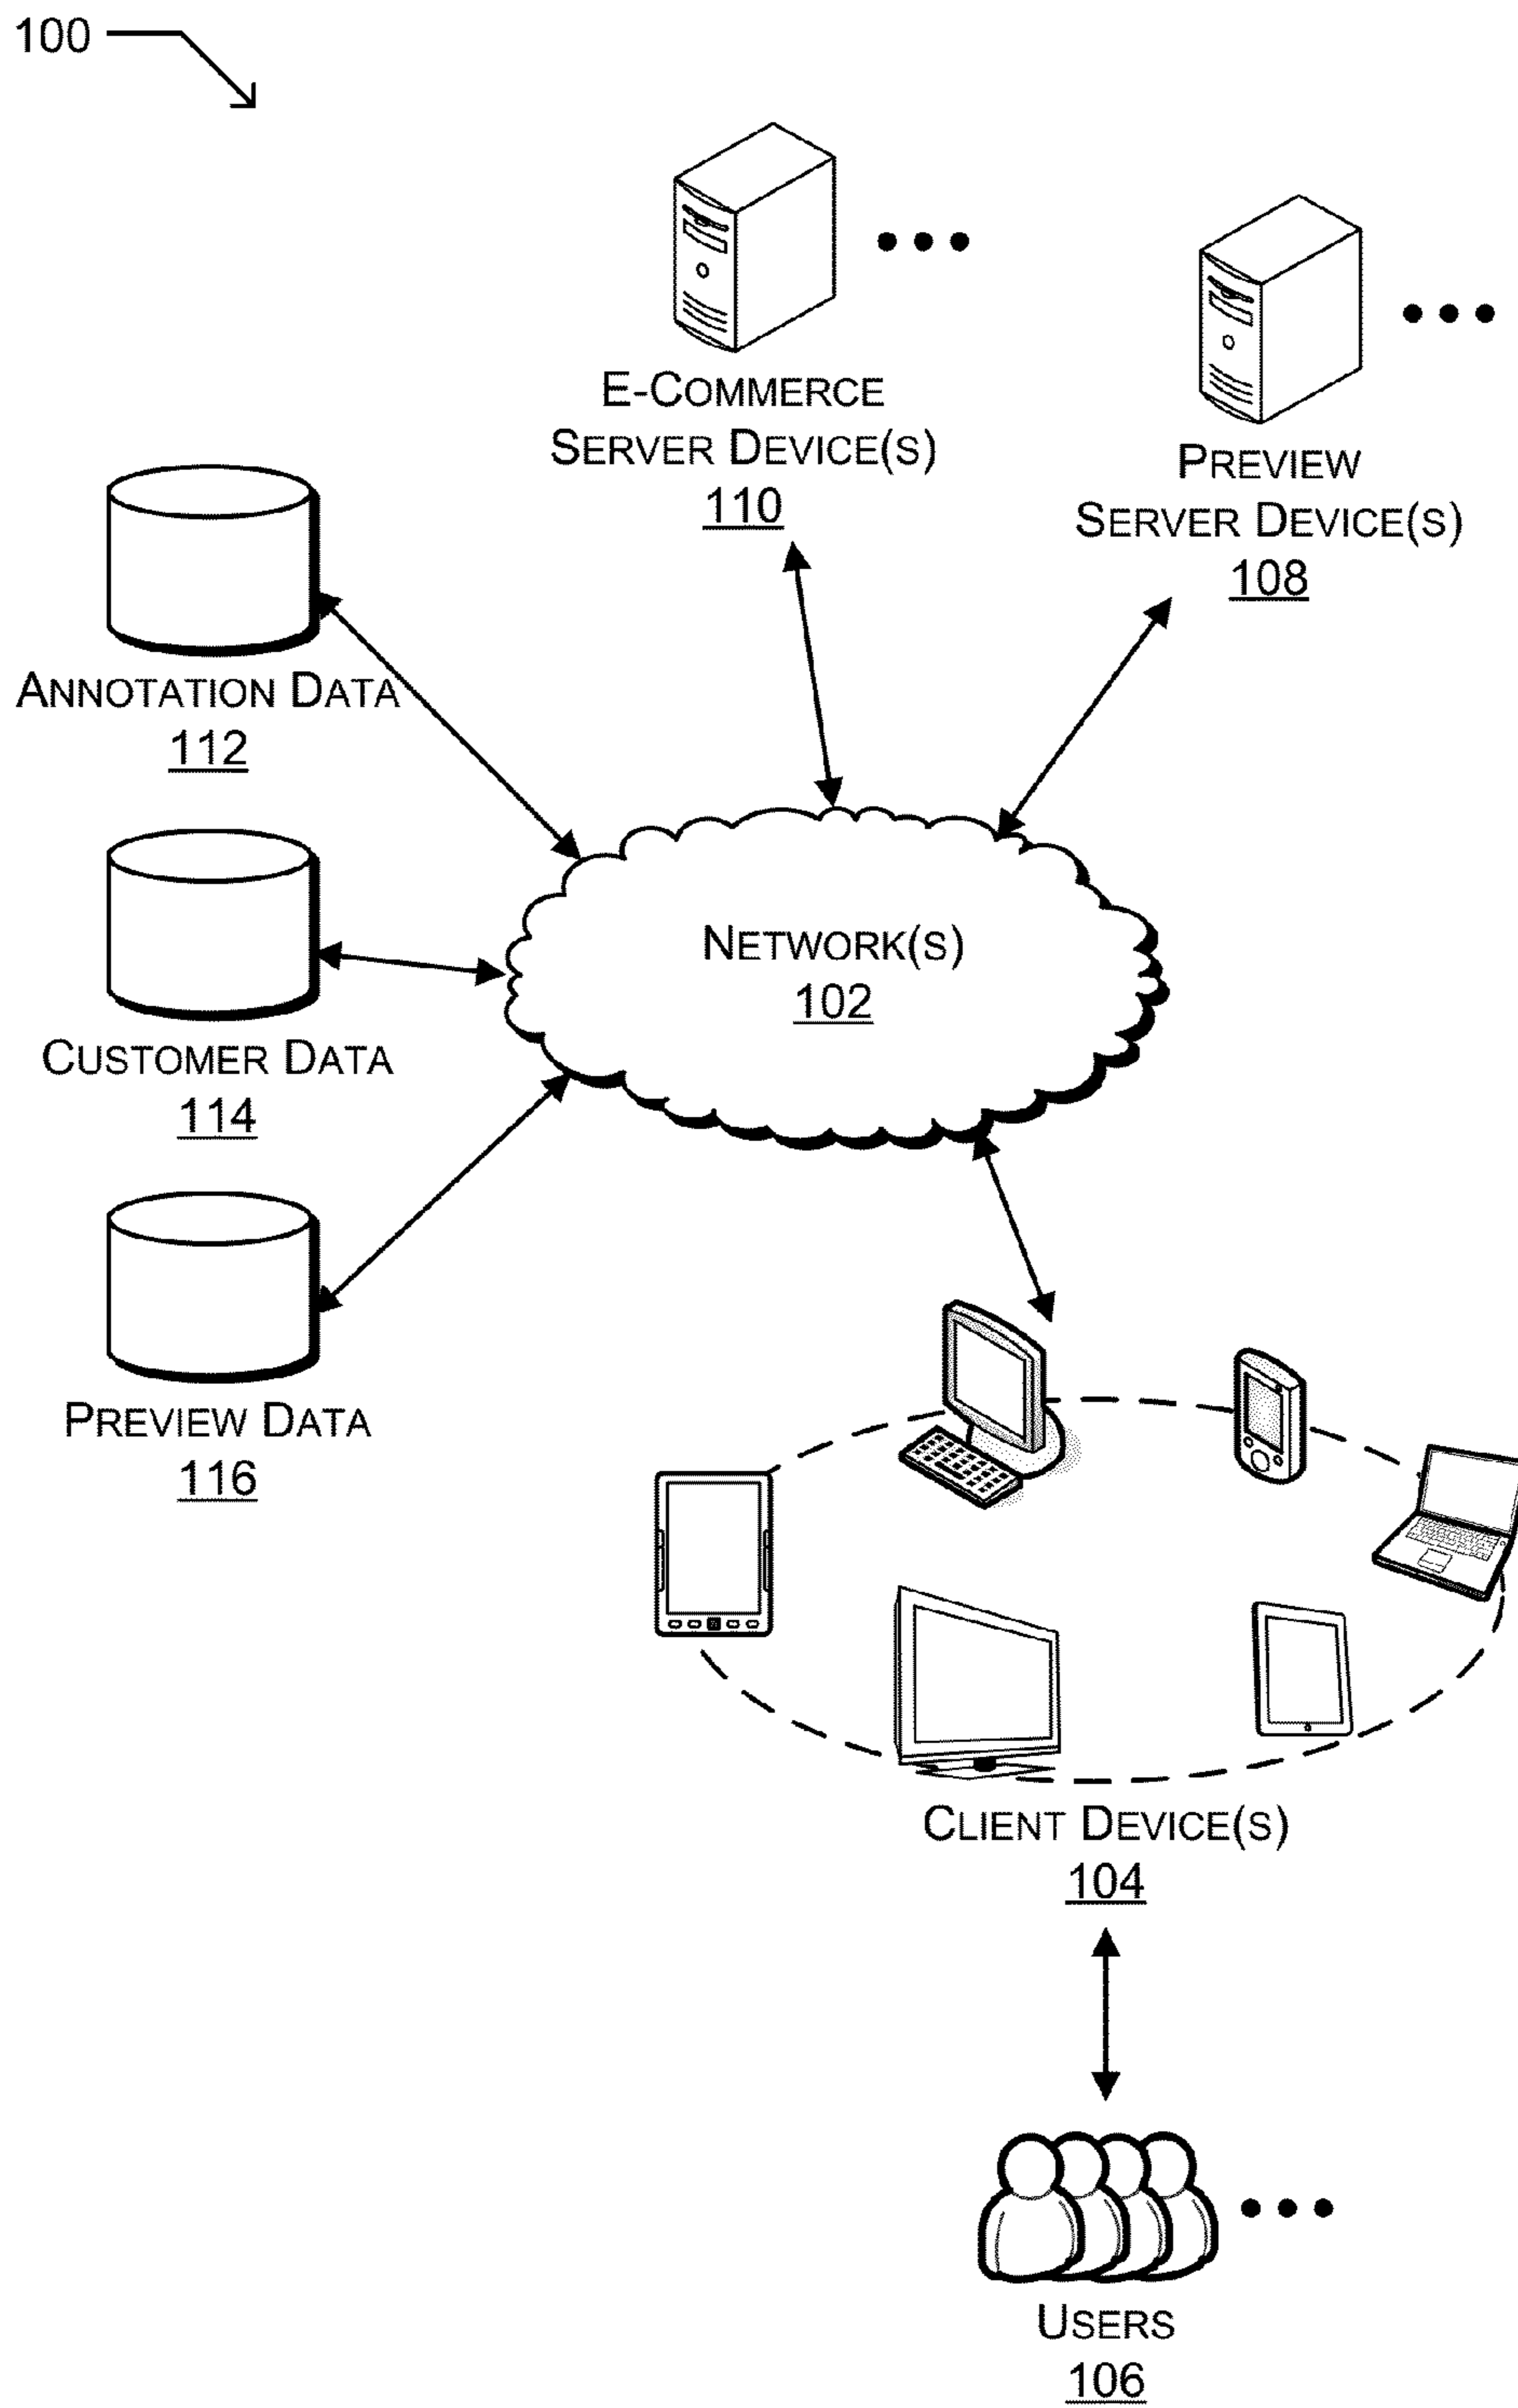 100
E-COMMERCE
SERVER DEVICE(S)
110
PREVIEW
SERVER DEVICE(S)
108
ANNOTATION DATA
112
NETWORK(S)
102
CUSTOMER DATA
114
PREVIEW DATA
116
CLIENT DEVICE(S)
104
USERS
106